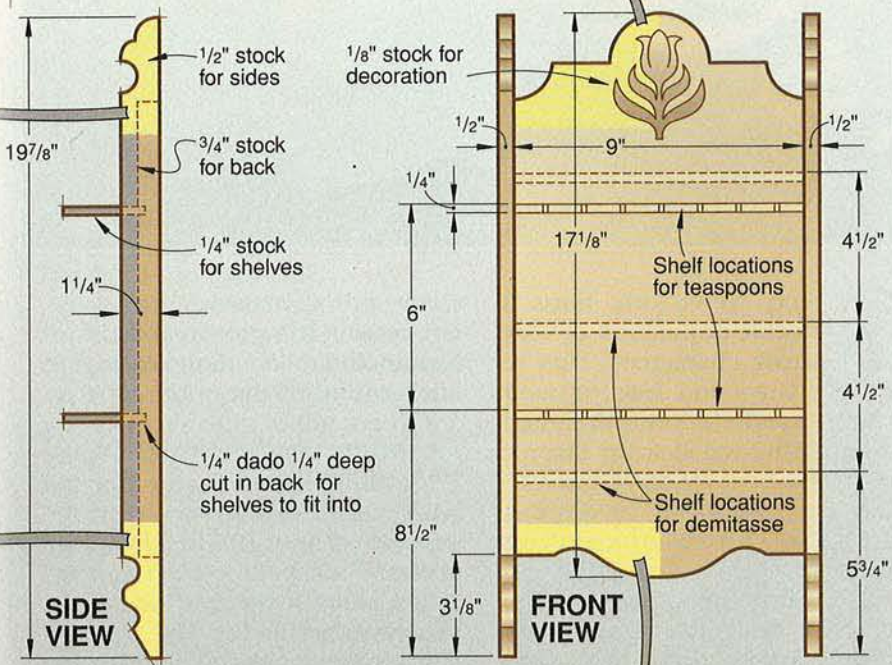 1/2" stock
for sides
19 7/8"
3/4" stock
for back
1/4" stock
for shelves
1 1/4"
1/4" dado 1/4" deep
cut in back for
shelves to fit into
SIDE
VIEW
1/8" stock for
decoration
1/2"
9"
1/2"
1/4"
17 1/8"
Shelf locations
for teaspoons
4 1/2"
6"
4 1/2"
Shelf locations
for demitasse
8 1/2"
5 3/4"
3 1/8"
FRONT
VIEW